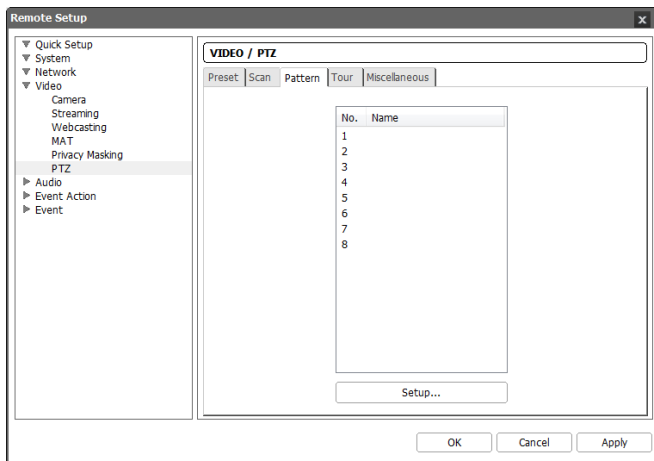 Remote Setup
x
Quick Setup
System
Network
Video
Camera
Streaming
Webcasting
MAT
Privacy Masking
PTZ
Audio
Event Action
Event
VIDEO / PTZ
Preset Scan Pattern Tour Miscellaneous
No. Name
1
2
3
4
5
6
7
8
Setup...
OK Cancel Apply